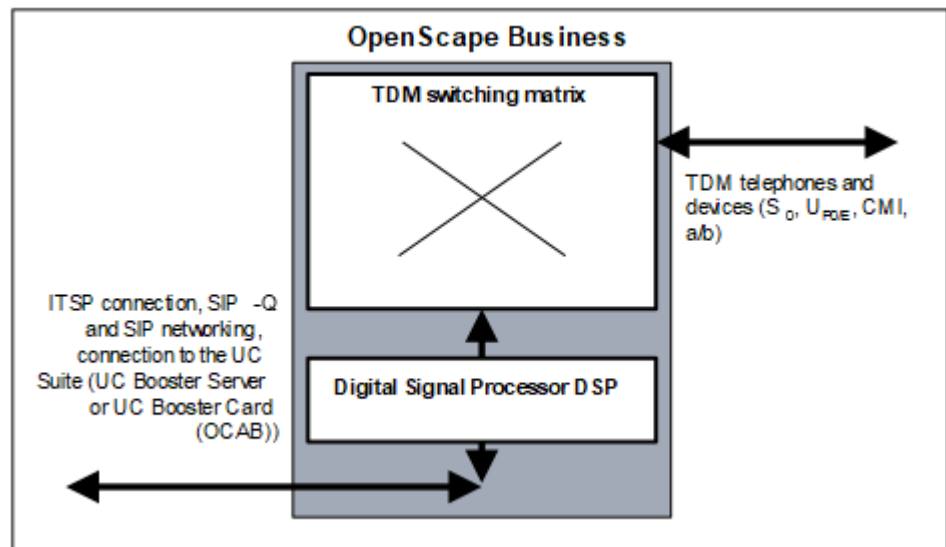 OpenScape Business
TDM switching matrix
TDM telephones and
devices (S 0, UP0/E, CMI,
a/b)
ITSP connection, SIP -Q
and SIP networking,
connection to the UC
Suite (UC Booster Server
or UC Booster Card
(OCAB))
Digital Signal Processor DSP